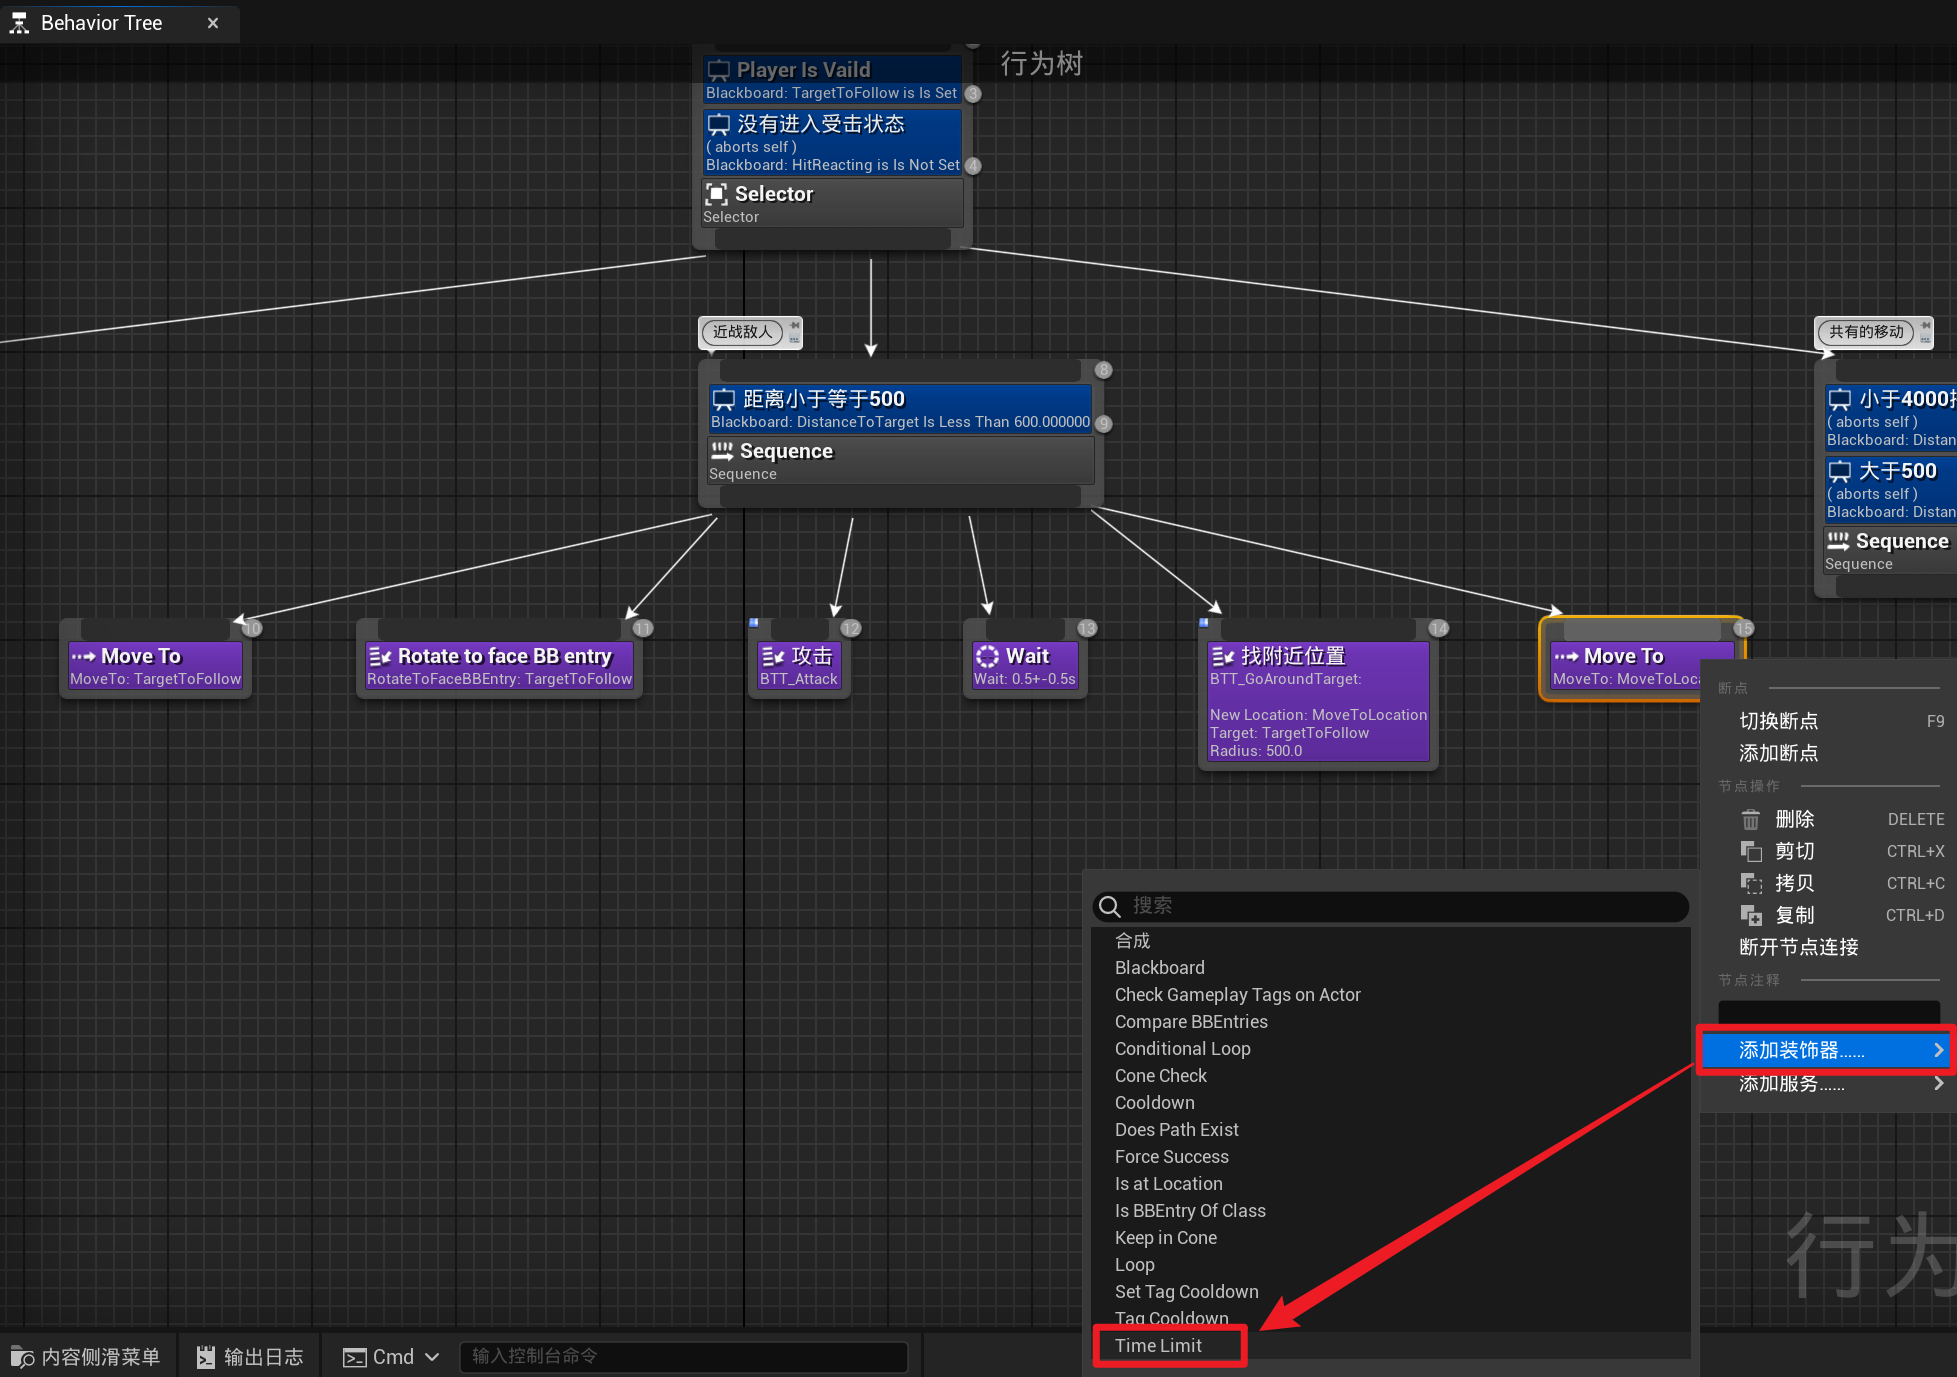 Behavior Tree
行为树
Player Is Vaild
Blackboard: TargetToFollow is Is Set
3
没有进入受击状态
( aborts self )
Blackboard: HitReacting is Is Not Set
4
Selector
Selector
近战敌人
共有的移动
8
距离小于等于500
Blackboard: DistanceToTarget Is Less Than 600.000000
9
Sequence
Sequence
小于4000
( aborts self )
Blackboard: Distan
大于500
( aborts self )
Blackboard: Distan
Sequence
Sequence
10
Move To
MoveTo: TargetToFollow
11
Rotate to face BB entry
RotateToFaceBBEntry: TargetToFollow
12
攻击
BTT_Attack
13
Wait
Wait: 0.5+-0.5s
14
找附近位置
BTT_GoAroundTarget:
New Location: MoveToLocation
Target: TargetToFollow
Radius: 500.0
15
Move To
MoveTo: MoveToLoca
断点
切换断点 F9
添加断点
节点操作
删除 DELETE
剪切 CTRL+X
拷贝 CTRL+C
复制 CTRL+D
断开节点连接
节点注释
添加装饰器......
添加服务......
搜索
合成
Blackboard
Check Gameplay Tags on Actor
Compare BBEntries
Conditional Loop
Cone Check
Cooldown
Does Path Exist
Force Success
Is at Location
Is BBEntry Of Class
Keep in Cone
Loop
Set Tag Cooldown
Tag Cooldown
Time Limit
行为
内容侧滑菜单
输出日志
Cmd
输入控制台命令